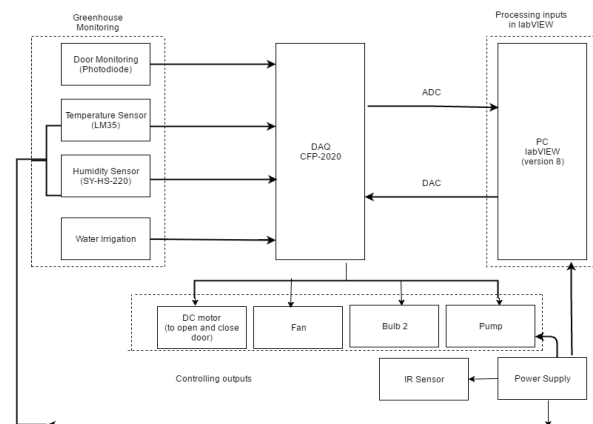 Greenhouse
Monitoring
Processing inputs
in labVIEW
Door Monitoring
(Photodiode)
Temperature Sensor
(LM35)
Humidity Sensor
(SY-HS-220)
Water Irrigation
DAQ
CFP-2020
ADC
DAC
PC
labVIEW
(version 8)
DC motor
(to open and close
door)
Fan
Bulb 2
Pump
Controlling outputs
IR Sensor
Power Supply